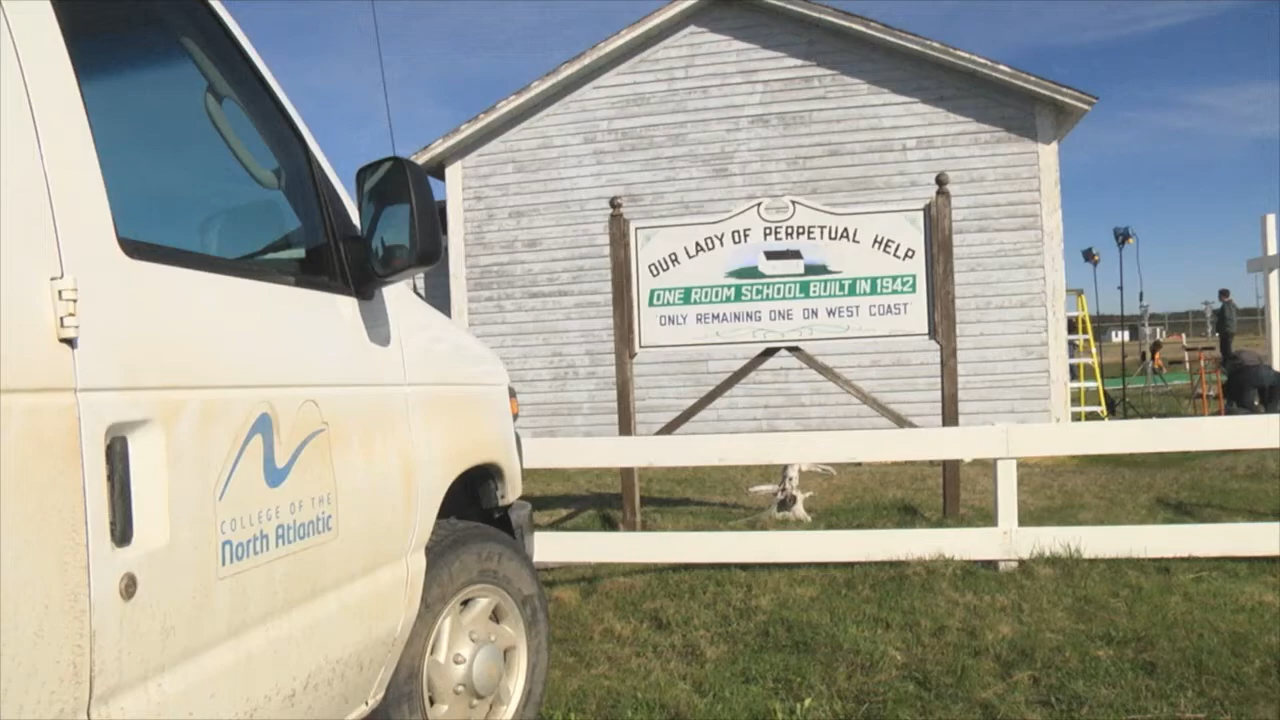 OUR LADY OF PERPETUAL HELP
ONE ROOM SCHOOL BUILT IN 1942
"ONLY REMAINING ONE ON WEST COAST"
COLLEGE OF THE
North Atlantic